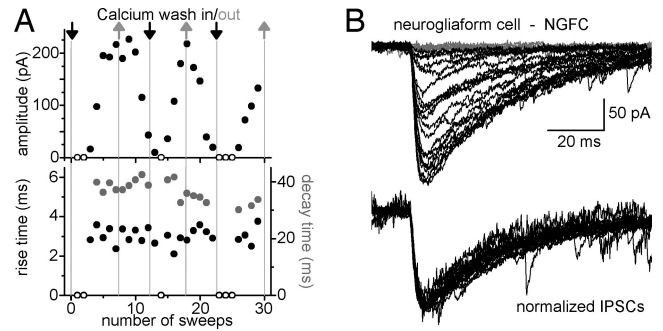 A
Calcium wash in/out
amplitude (pA)
200
100
0
rise time (ms)
6
4
2
0
decay time (ms)
40
20
0
0
10
20
30
number of sweeps
B
neurogliaform cell - NGFC
50 pA
20 ms
normalized IPSCs